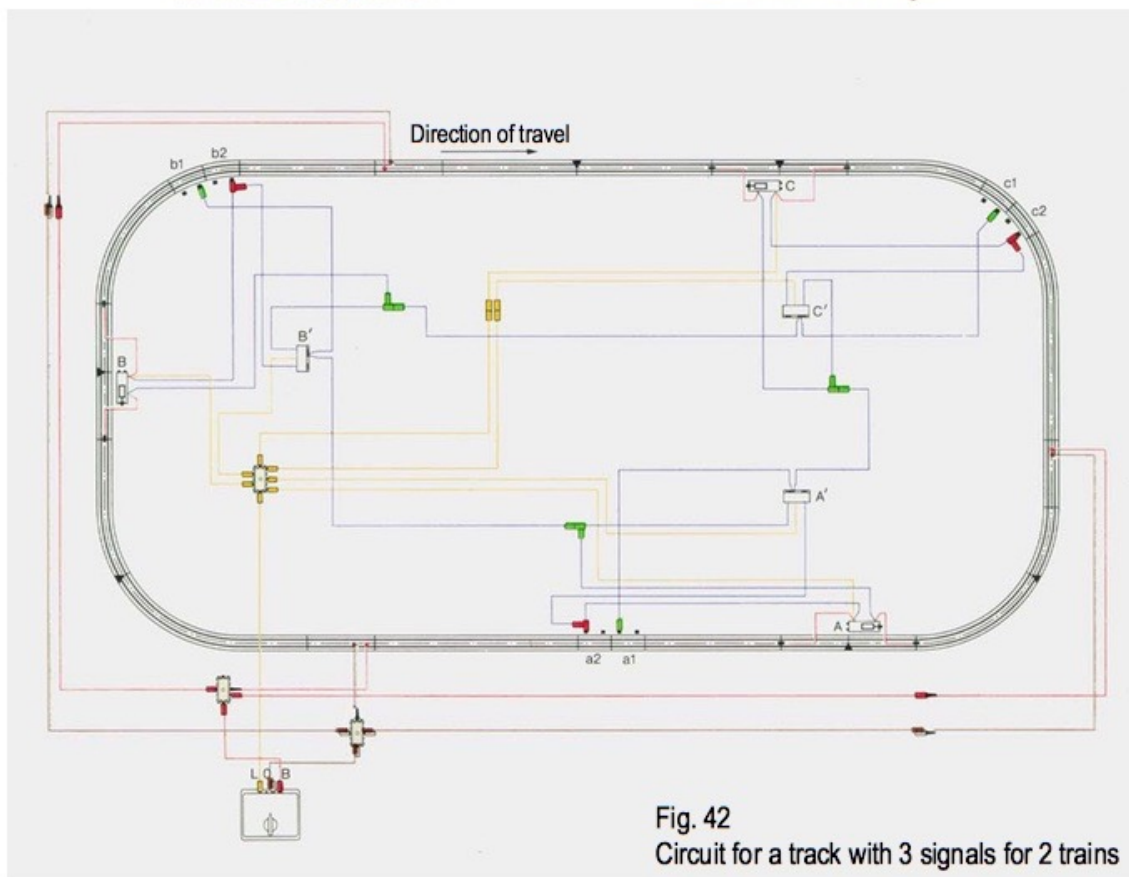 Direction of travel
b1
b2
C
c1
c2
C'
B'
B
A'
A
a2
a1
L
0
B
Fig. 42
Circuit for a track with 3 signals for 2 trains